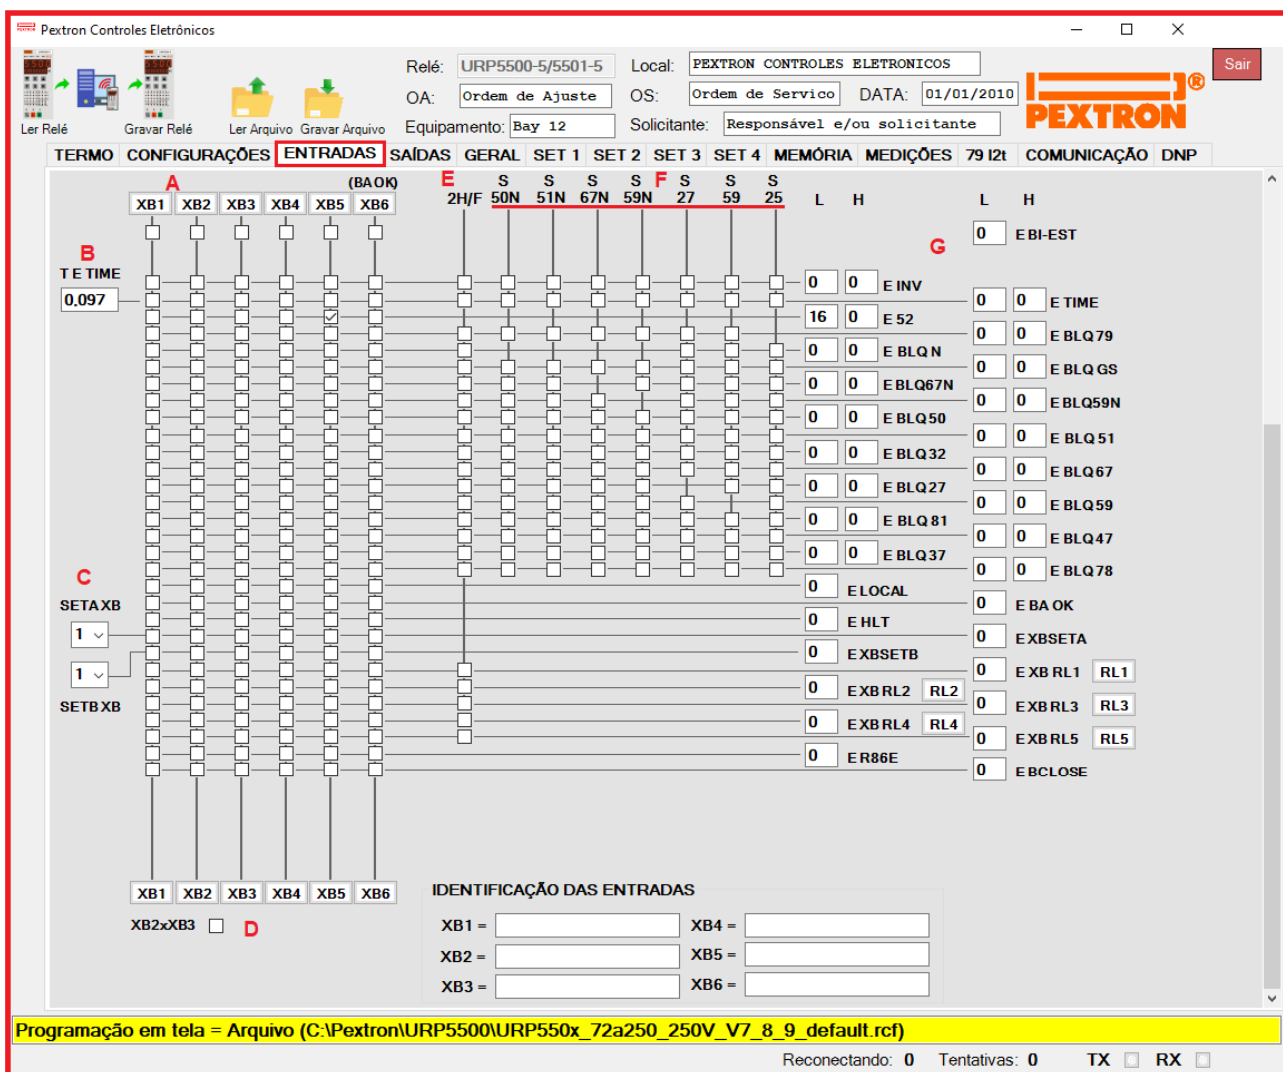 Pextron Controles Eletrônicos
Relé: URP5500-5/5501-5 Local: PEXTRON CONTROLES ELETRONICOS Sair
OA: Ordem de Ajuste OS: Ordem de Servico DATA: 01/01/2010
Equipamento: Bay 12 Solicitante: Responsável e/ou solicitante
PEXTRON ®
Ler Relé Gravar Relé Ler Arquivo Gravar Arquivo
TERMO CONFIGURAÇÕES ENTRADAS SAÍDAS GERAL SET 1 SET 2 SET 3 SET 4 MEMÓRIA MEDIÇÕES 79 I2t COMUNICAÇÃO DNP
A (BA OK) E S S S S F S S S
XB1 XB2 XB3 XB4 XB5 XB6 2H/F 50N 51N 67N 59N 27 59 25 L H L H
0 E BI-EST
B G
T E TIME
0 0 E INV
0,097 0 0 E TIME
16 0 E 52
0 0 E BLQ79
0 0 E BLQ N
0 0 E BLQ GS
0 0 E BLQ67N
0 0 E BLQ59N
0 0 E BLQ50
0 0 E BLQ 51
0 0 E BLQ32
0 0 E BLQ67
0 0 E BLQ27
0 0 E BLQ59
0 0 E BLQ 81
0 0 E BLQ47
0 0 E BLQ37
0 0 E BLQ78
C
0 E LOCAL
SETA XB 0 E BA OK
0 E HLT
1 0 E XBSETA
0 E XBSETB
1 0 E XB RL1 RL1
0 E XB RL2 RL2
SETB XB 0 E XB RL3 RL3
0 E XB RL4 RL4
0 E XB RL5 RL5
0 E R86E
0 E BCLOSE
XB1 XB2 XB3 XB4 XB5 XB6
IDENTIFICAÇÃO DAS ENTRADAS
XB2xXB3 D
XB1 = XB4 =
XB2 = XB5 =
XB3 = XB6 =
Programação em tela = Arquivo (C:\Pextron\URP5500\URP550x_72a250_250V_V7_8_9_default.rcf)
Reconectando: 0 Tentativas: 0 TX RX